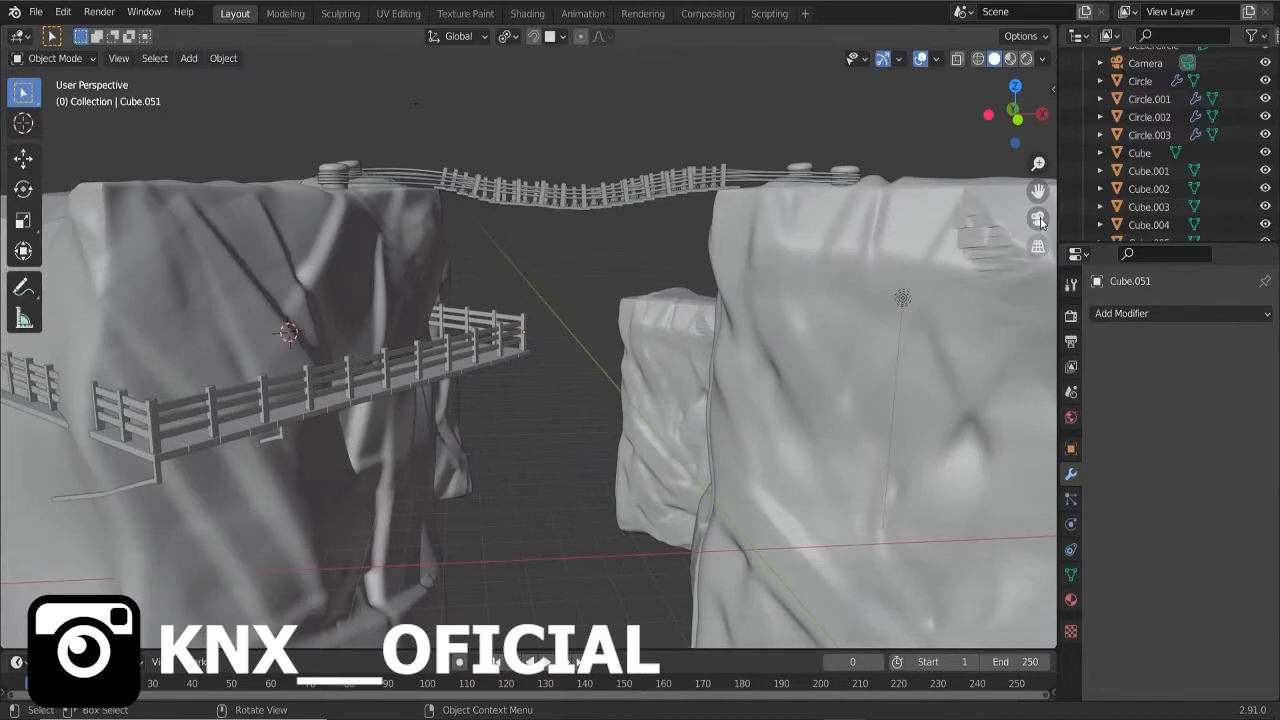 File Edit Render Window Help Layout Modeling Sculpting UV Editing Texture Paint Shading Animation Rendering Compositing Scripting + Scene View Layer
Global Options
Object Mode View Select Add Object
User Perspective
(0) Collection | Cube.051
Z
Y
X
Camera
Circle
Circle.001
Circle.002
Circle.003
Cube
Cube.001
Cube.002
Cube.003
Cube.004
Cube.051
Add Modifier
KNX___OFICIAL
0 Start 1 End 250
30 40 50 60 70 80 90 100 110 120 130 140 150 160 170 180 190 200 210 220 230 240 250
Select Box Select Rotate View Object Context Menu 2.91.0